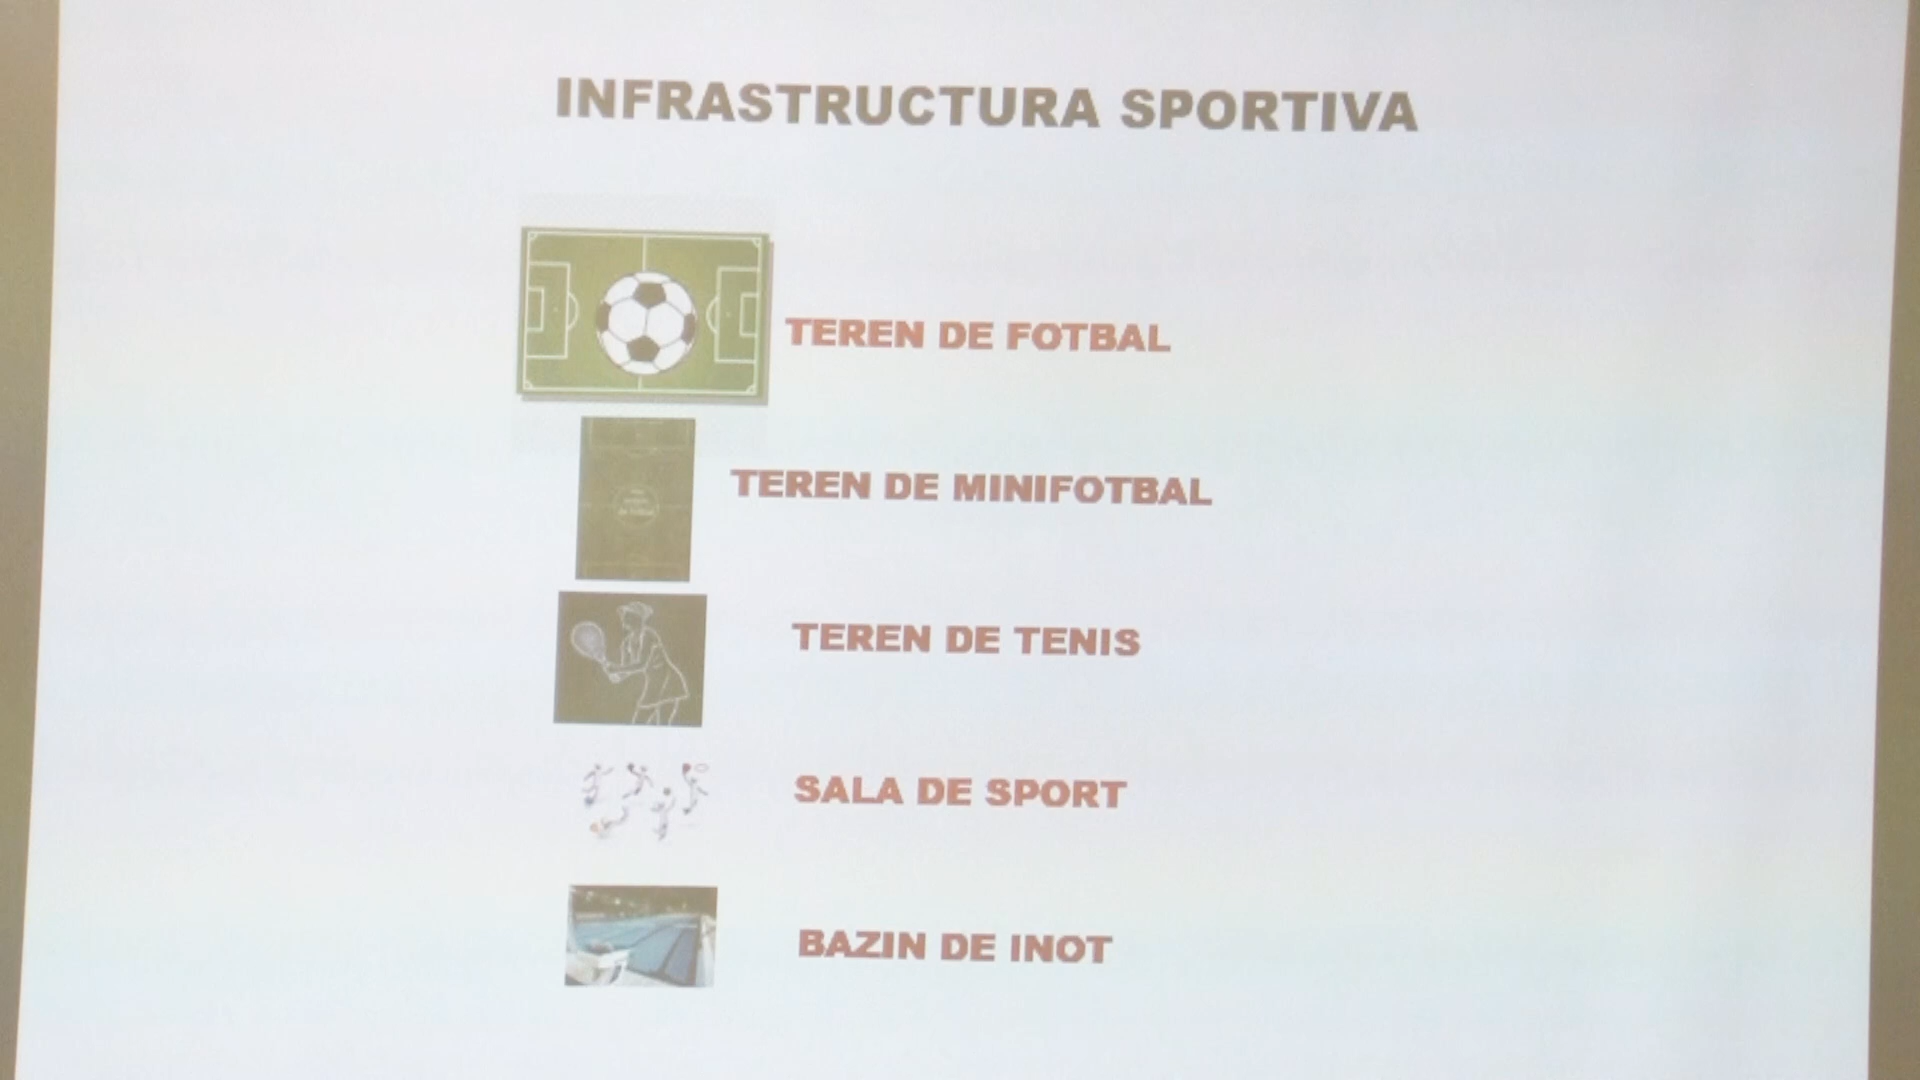 INFRASTRUCTURA SPORTIVA
TEREN DE FOTBAL
TEREN DE MINIFOTBAL
TEREN DE TENIS
SALA DE SPORT
BAZIN DE INOT